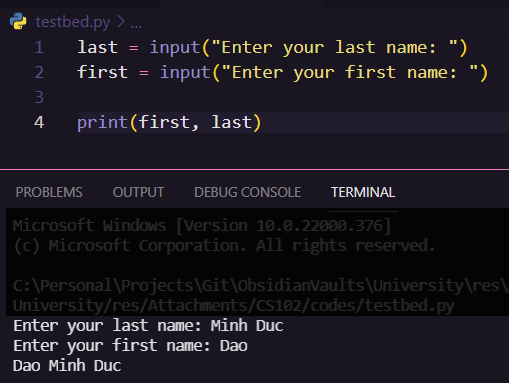 testbed.py > ...
1 last = input("Enter your last name: ")
2 first = input("Enter your first name: ")
3
4 print(first, last)
PROBLEMS OUTPUT DEBUG CONSOLE TERMINAL
Microsoft Windows [Version 10.0.22000.376]
(c) Microsoft Corporation. All rights reserved.
C:\Personal\Projects\Git\ObsidianVaults\University\res\
University/res/Attachments/CS102/codes/testbed.py
Enter your last name: Minh Duc
Enter your first name: Dao
Dao Minh Duc